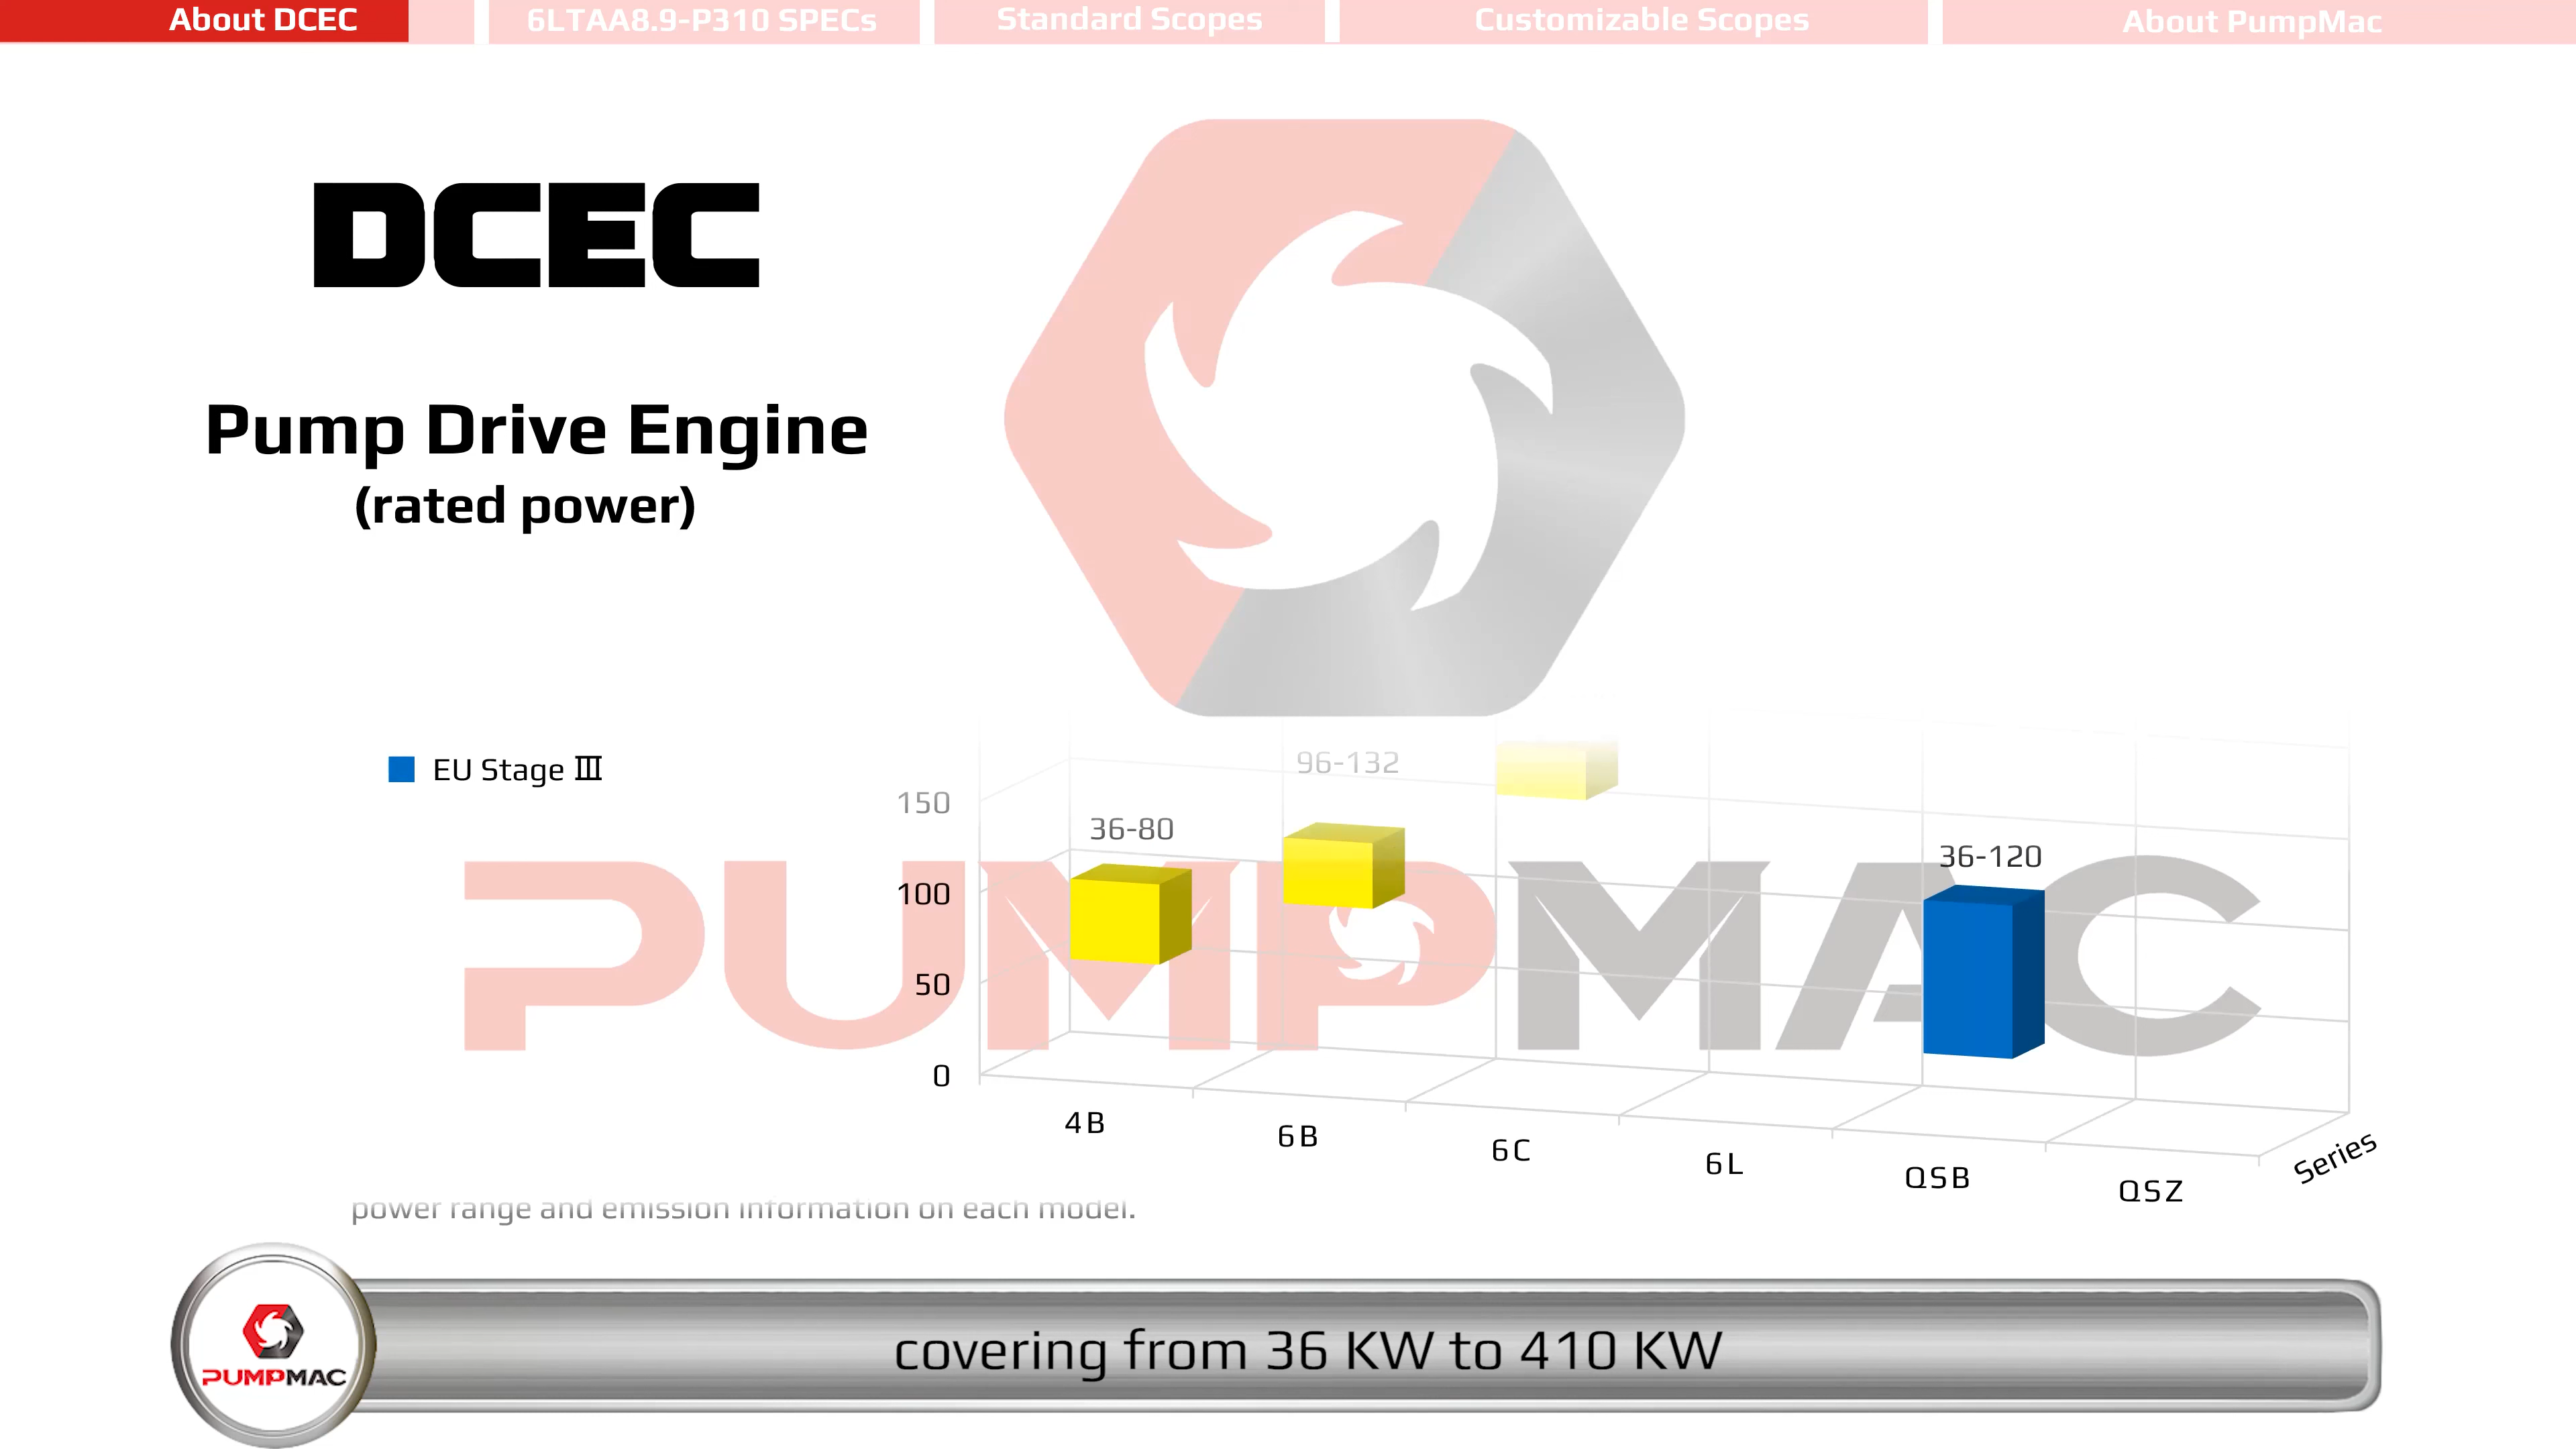 About DCEC
6LTAA8.9-P310 SPECs
Standard Scopes
Customizable Scopes
About PumpMac
DCEC
Pump Drive Engine
(rated power)
EU Stage Ⅲ
150
100
50
0
36-80
96-132
36-120
4B
6B
6C
6L
QSB
QSZ
Series
PUMPMAC
power range and emission information on each model.
PUMPMAC
covering from 36 KW to 410 KW